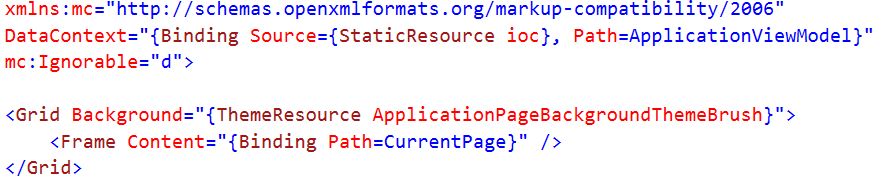 xmlns:mc="http://schemas.openxmlformats.org/markup-compatibility/2006"
DataContext="{Binding Source={StaticResource ioc}, Path=ApplicationViewModel}"
mc:Ignorable="d">

<Grid Background="{ThemeResource ApplicationPageBackgroundThemeBrush}">
    <Frame Content="{Binding Path=CurrentPage}" />
</Grid>